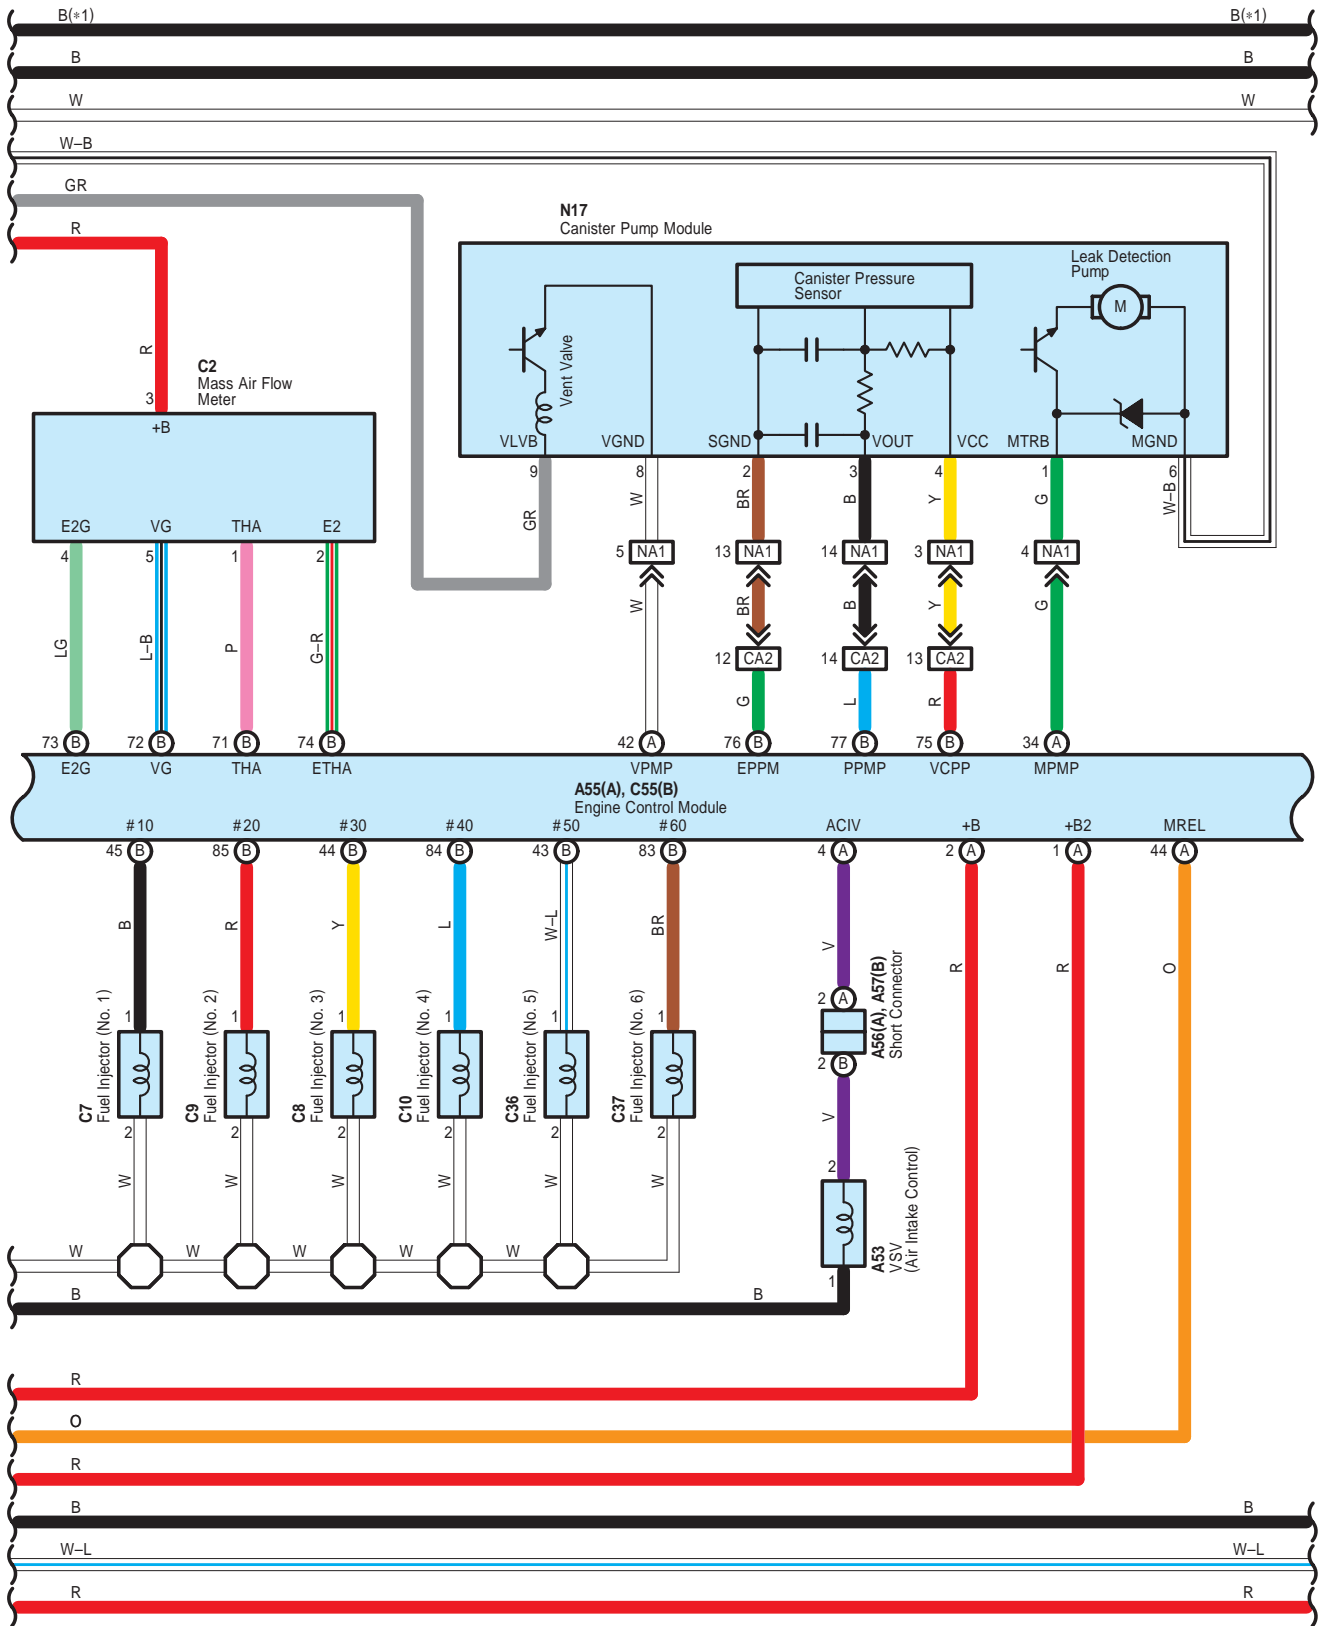 B(*1) B(*1)
B B
W W
W–B
GR
R
N17
Canister Pump Module
Leak Detection
Pump
Canister Pressure
Sensor
M
Vent Valve
R
C2
Mass Air Flow
Meter
3
+B
VLVB VGND SGND VOUT VCC MTRB MGND
9 8 2 3 4 1 6
GR W BR B Y G W–B
E2G VG THA E2
4 5 1 2
5 NA1 13 NA1 14 NA1 3 NA1 4 NA1
W BR B Y G
LG L–B P G–R
12 CA2 14 CA2 13 CA2
G L R
73 B 72 B 71 B 74 B 42 A 76 B 77 B 75 B 34 A
E2G VG THA ETHA VPMP EPPM PPMP VCPP MPMP
A55(A), C55(B)
Engine Control Module
#10 #20 #30 #40 #50 #60 ACIV +B +B2 MREL
45 B 85 B 44 B 84 B 43 B 83 B 4 A 2 A 1 A 44 A
B R Y L W–L BR V R R O
2 A
A56(A), A57(B)
Short Connector
2 B
1 1 1 1 1 1
C7
Fuel Injector (No. 1)
C9
Fuel Injector (No. 2)
C8
Fuel Injector (No. 3)
C10
Fuel Injector (No. 4)
C36
Fuel Injector (No. 5)
C37
Fuel Injector (No. 6)
2 2 2 2 2 2
V
W W W W W W
2
A53
VSV
(Air Intake Control)
1
W W W W W
B B
R
O
R
B B
W–L W–L
R R